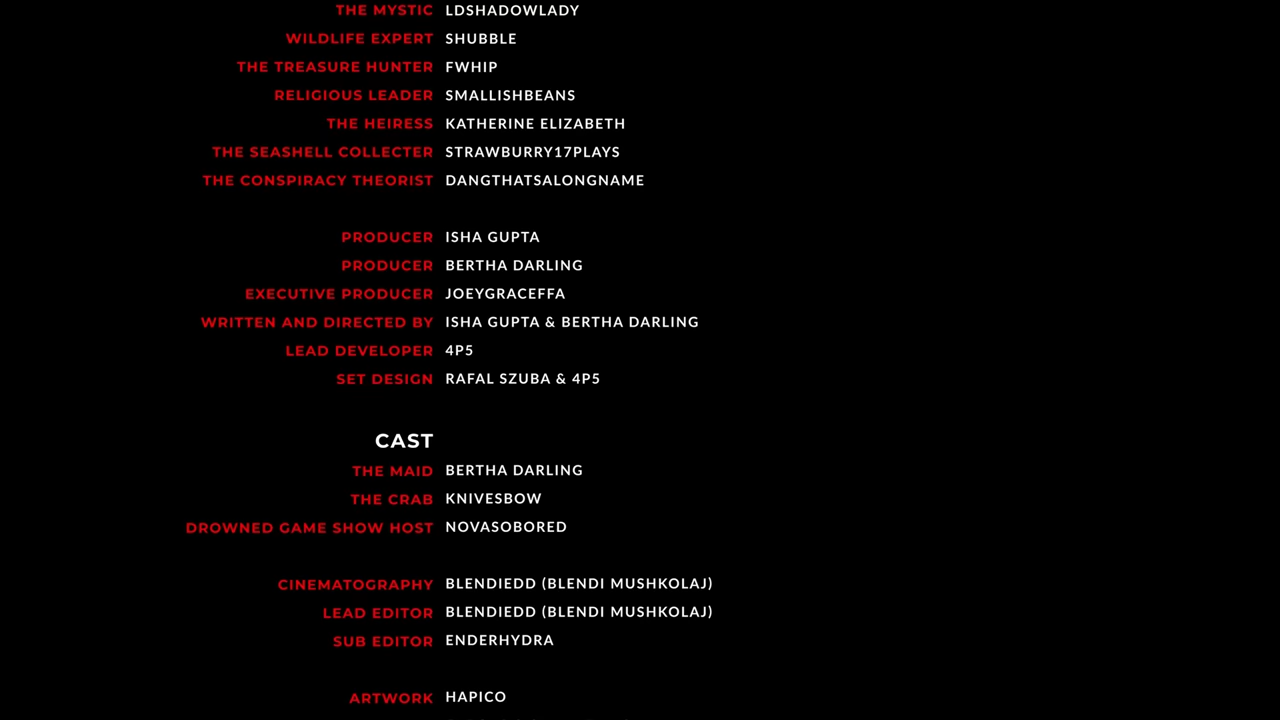 THE MYSTIC LDSHADOWLADY
WILDLIFE EXPERT SHUBBLE
THE TREASURE HUNTER FWHIP
RELIGIOUS LEADER SMALLISHBEANS
THE HEIRESS KATHERINE ELIZABETH
THE SEASHELL COLLECTER STRAWBURRY17PLAYS
THE CONSPIRACY THEORIST DANGTHATSALONGNAME
PRODUCER ISHA GUPTA
PRODUCER BERTHA DARLING
EXECUTIVE PRODUCER JOEYGRACEFFA
WRITTEN AND DIRECTED BY ISHA GUPTA & BERTHA DARLING
LEAD DEVELOPER 4P5
SET DESIGN RAFAL SZUBA & 4P5
CAST
THE MAID BERTHA DARLING
THE CRAB KNIVESBOW
DROWNED GAME SHOW HOST NOVASOBORED
CINEMATOGRAPHY BLENDIEDD (BLENDI MUSHKOLAJ)
LEAD EDITOR BLENDIEDD (BLENDI MUSHKOLAJ)
SUB EDITOR ENDERHYDRA
ARTWORK HAPICO